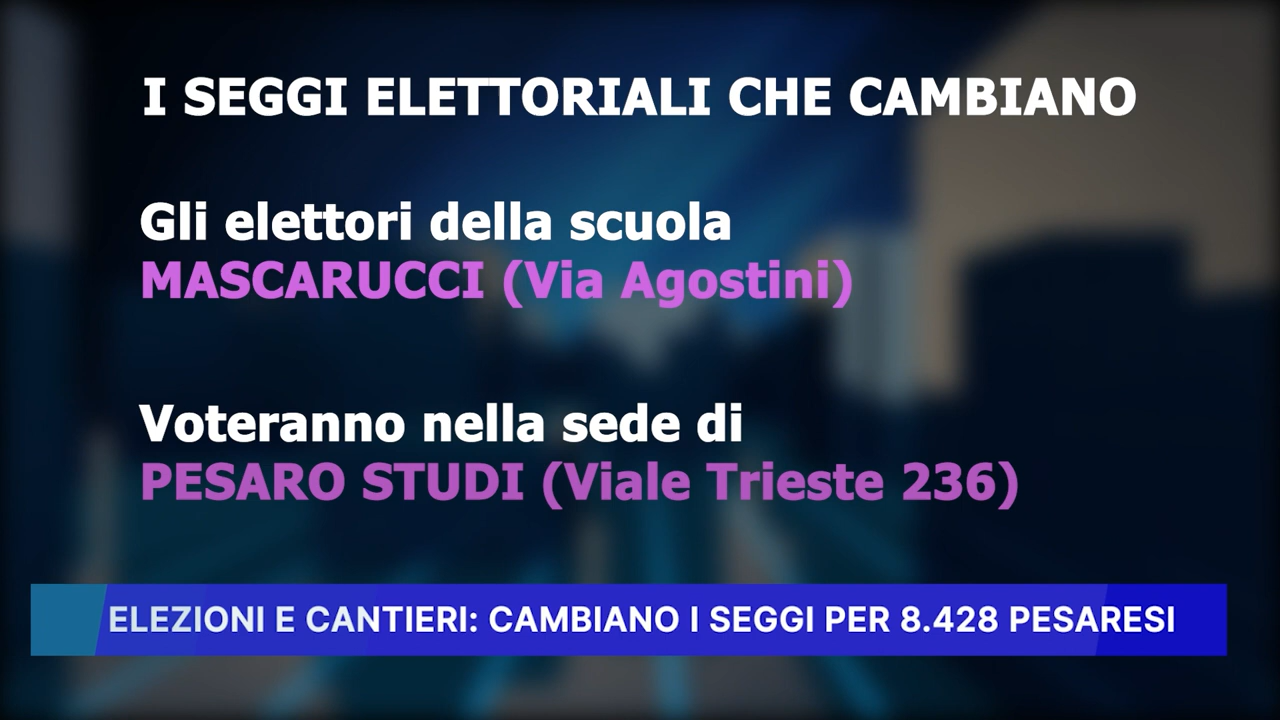 I SEGGI ELETTORIALI CHE CAMBIANO
Gli elettori della scuola
MASCARUCCI (Via Agostini)
Voteranno nella sede di
PESARO STUDI (Viale Trieste 236)
ELEZIONI E CANTIERI: CAMBIANO I SEGGI PER 8.428 PESARESI